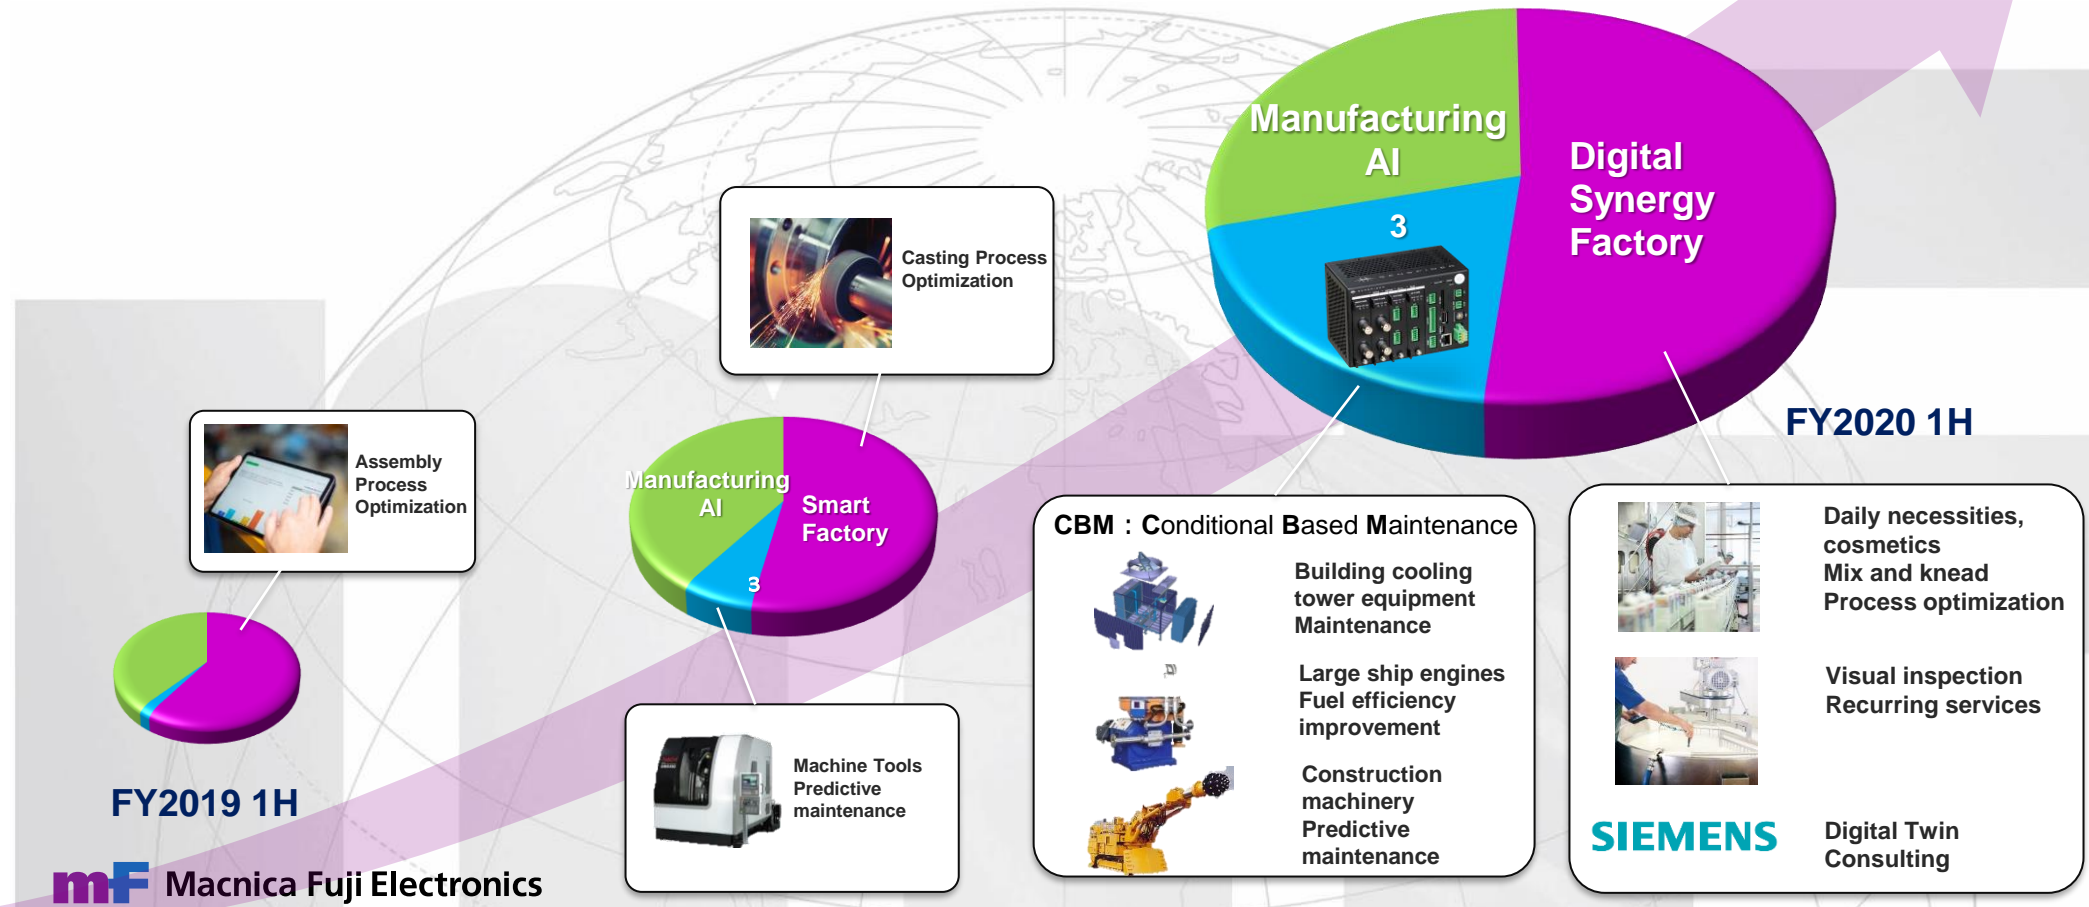 Manufacturing
AI
Digital
Synergy
Factory
3
FY2020 1H
Casting Process
Optimization
Assembly
Process
Optimization
Manufacturing
AI
Smart
Factory
3
FY2019 1H
Machine Tools
Predictive
maintenance
CBM：Conditional Based Maintenance
Building cooling
tower equipment
Maintenance
Large ship engines
Fuel efficiency
improvement
Construction
machinery
Predictive
maintenance
Daily necessities,
cosmetics
Mix and knead
Process optimization
Visual inspection
Recurring services
SIEMENS
Digital Twin
Consulting
mF Macnica Fuji Electronics